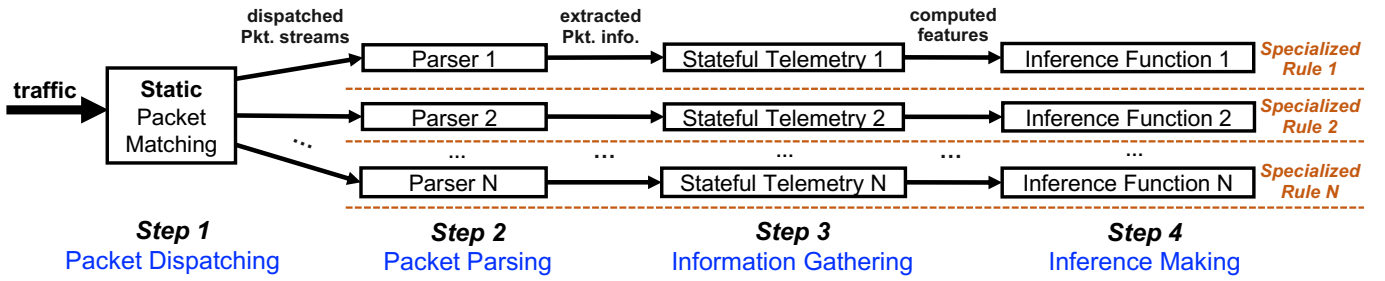 dispatched
Pkt. streams
extracted
Pkt. info.
computed
features
traffic
Static
Packet
Matching
Parser 1
Stateful Telemetry 1
Inference Function 1
Specialized
Rule 1
Parser 2
Stateful Telemetry 2
Inference Function 2
Specialized
Rule 2
...
...
...
...
...
...
Parser N
Stateful Telemetry N
Inference Function N
Specialized
Rule N
Step 1
Packet Dispatching
Step 2
Packet Parsing
Step 3
Information Gathering
Step 4
Inference Making